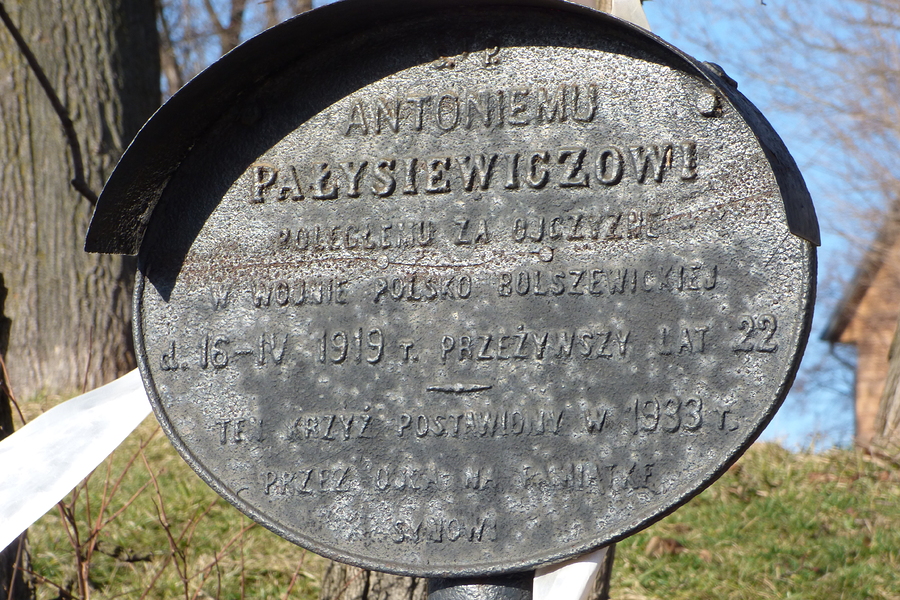 Ś. P.
ANTONIEMU
PAŁYSIEWICZOWI
POLEGŁEMU ZA OJCZYZNĘ
W WOJNIE POLSKO BOLSZEWICKIEJ
d. 16-IV 1919 r. PRZEŻYWSZY LAT 22
TEN KRZYŻ POSTAWIONY W 1933 r.
PRZEZ OJCA NA PAMIĄTKĘ
SYNOWI